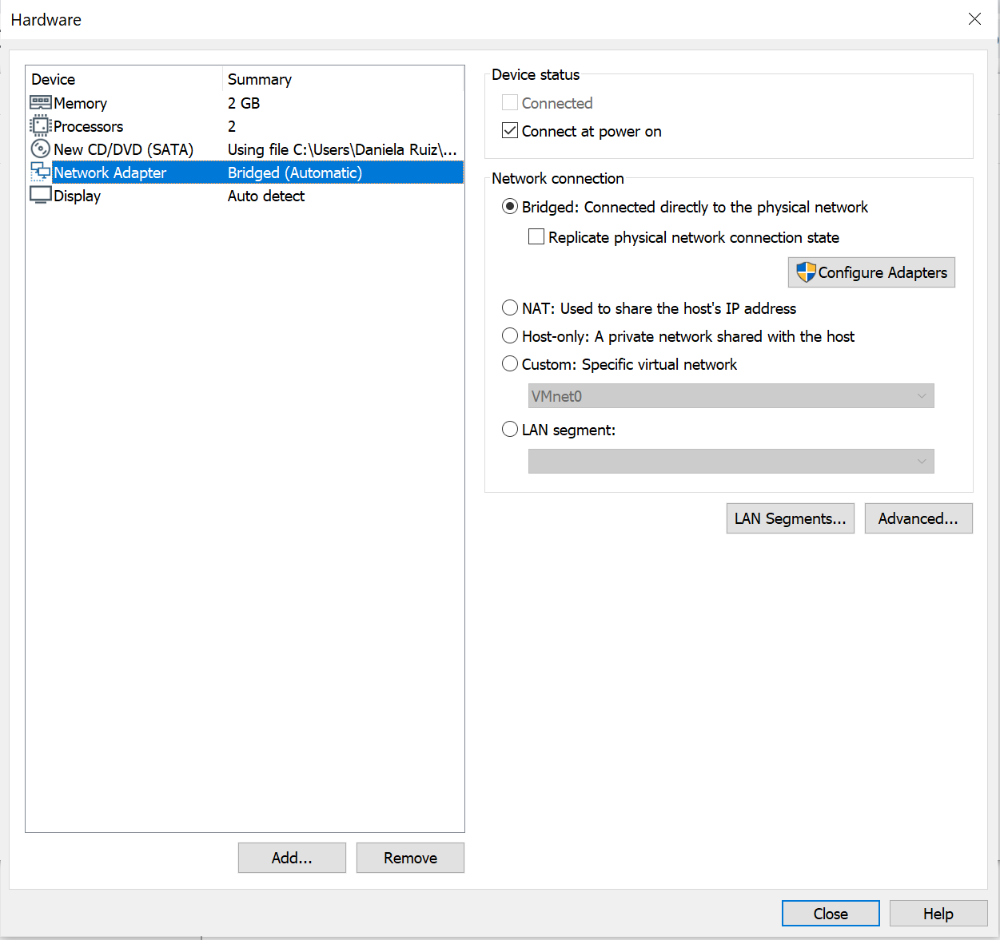 Hardware
Device Summary
Memory 2 GB
Processors 2
New CD/DVD (SATA) Using file C:\Users\Daniela Ruiz\...
Network Adapter Bridged (Automatic)
Display Auto detect
Add... Remove
Device status
Connected
Connect at power on
Network connection
Bridged: Connected directly to the physical network
Replicate physical network connection state
Configure Adapters
NAT: Used to share the host's IP address
Host-only: A private network shared with the host
Custom: Specific virtual network
VMnet0
LAN segment:
LAN Segments... Advanced...
Close Help